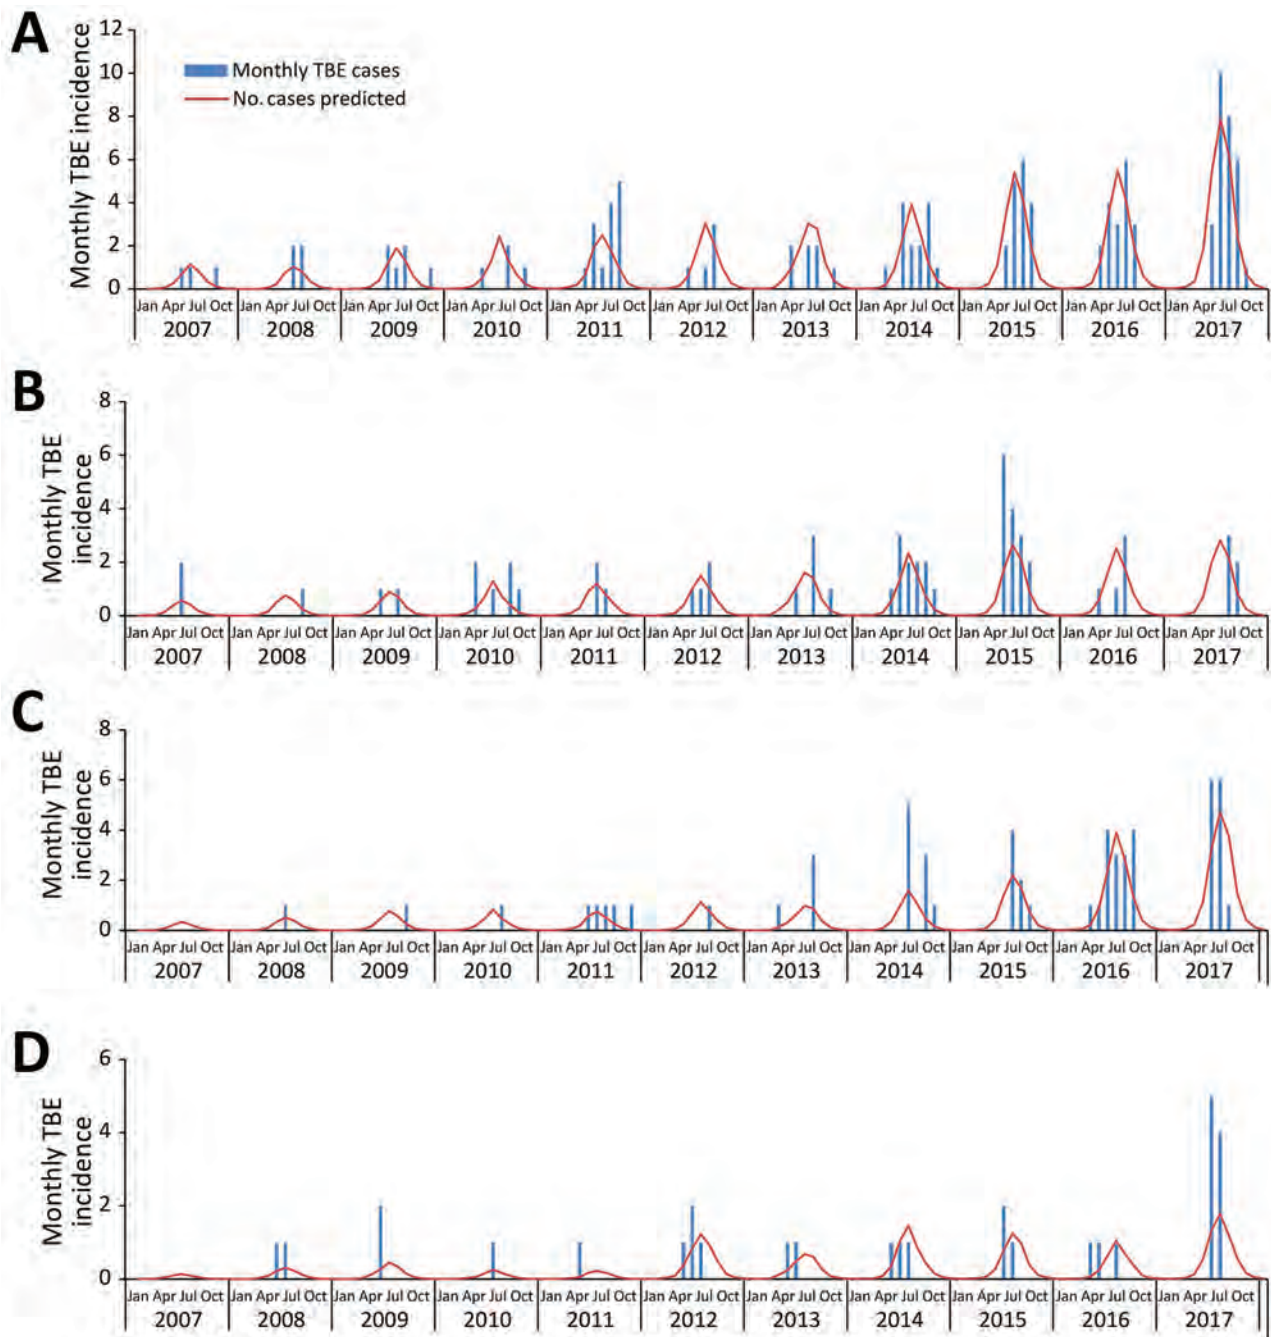 A
Monthly TBE incidence
12
10
8
6
4
2
0
Monthly TBE cases
No. cases predicted
Jan Apr Jul Oct Jan Apr Jul Oct Jan Apr Jul Oct Jan Apr Jul Oct Jan Apr Jul Oct Jan Apr Jul Oct Jan Apr Jul Oct Jan Apr Jul Oct Jan Apr Jul Oct Jan Apr Jul Oct Jan Apr Jul Oct
2007 2008 2009 2010 2011 2012 2013 2014 2015 2016 2017
B
Monthly TBE
incidence
8
6
4
2
0
Jan Apr Jul Oct Jan Apr Jul Oct Jan Apr Jul Oct Jan Apr Jul Oct Jan Apr Jul Oct Jan Apr Jul Oct Jan Apr Jul Oct Jan Apr Jul Oct Jan Apr Jul Oct Jan Apr Jul Oct Jan Apr Jul Oct
2007 2008 2009 2010 2011 2012 2013 2014 2015 2016 2017
C
Monthly TBE
incidence
8
6
4
2
0
Jan Apr Jul Oct Jan Apr Jul Oct Jan Apr Jul Oct Jan Apr Jul Oct Jan Apr Jul Oct Jan Apr Jul Oct Jan Apr Jul Oct Jan Apr Jul Oct Jan Apr Jul Oct Jan Apr Jul Oct Jan Apr Jul Oct
2007 2008 2009 2010 2011 2012 2013 2014 2015 2016 2017
D
Monthly TBE
incidence
6
4
2
0
Jan Apr Jul Oct Jan Apr Jul Oct Jan Apr Jul Oct Jan Apr Jul Oct Jan Apr Jul Oct Jan Apr Jul Oct Jan Apr Jul Oct Jan Apr Jul Oct Jan Apr Jul Oct Jan Apr Jul Oct Jan Apr Jul Oct
2007 2008 2009 2010 2011 2012 2013 2014 2015 2016 2017